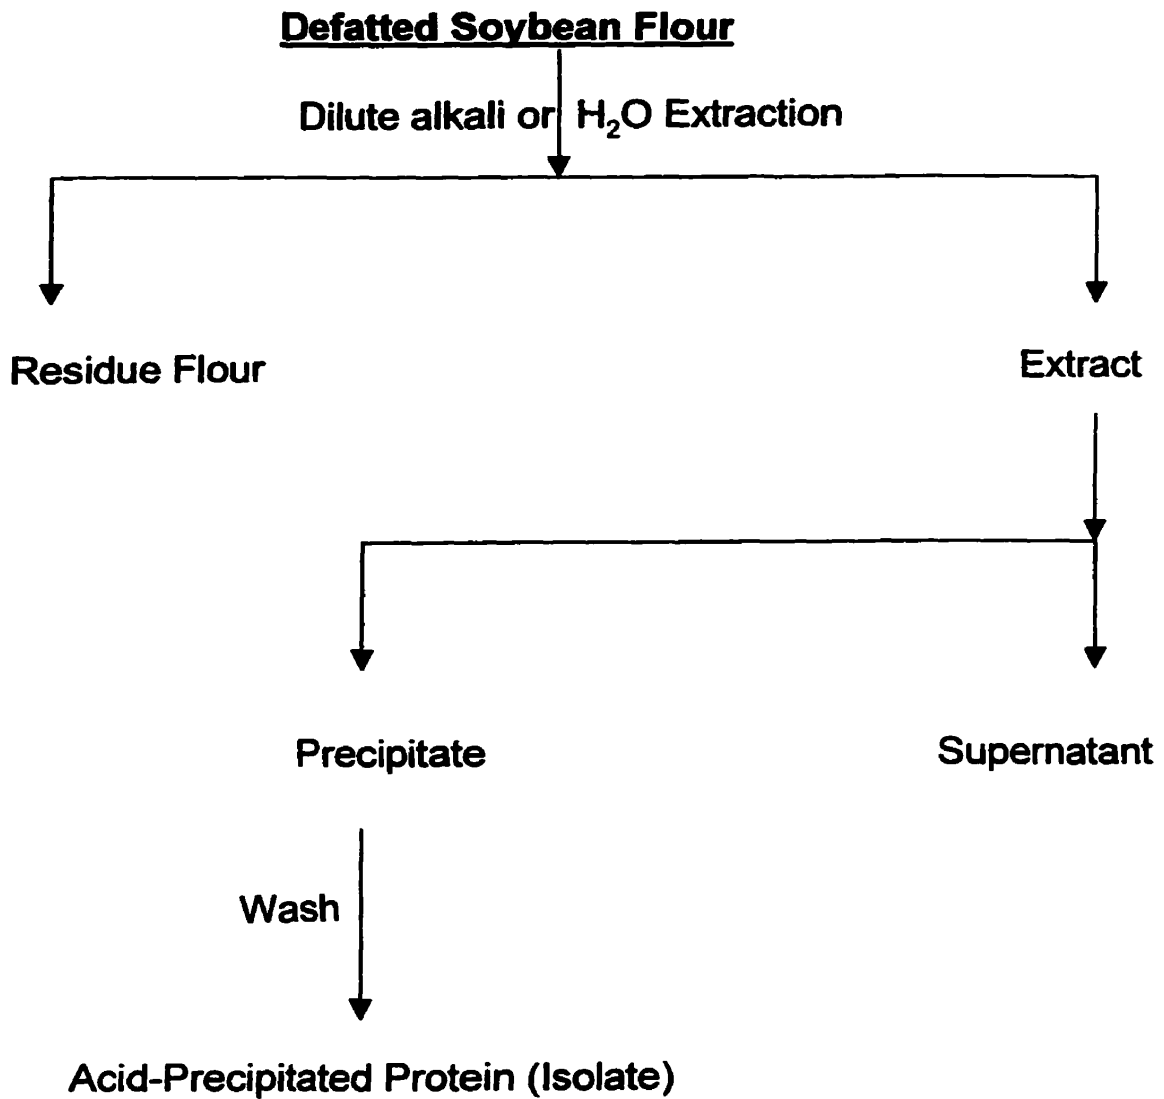 Defatted Soybean Flour
Dilute alkali or H₂O Extraction
Residue Flour
Extract
Precipitate
Supernatant
Wash
Acid-Precipitated Protein (Isolate)